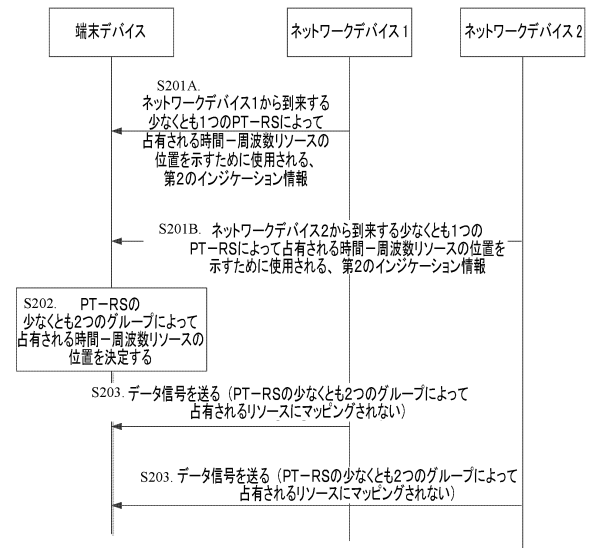 端末デバイス
ネットワークデバイス1
ネットワークデバイス2
S201A.
ネットワークデバイス1から到来する
少なくとも1つのPT－RSによって
占有される時間－周波数リソースの
位置を示すために使用される、
第2のインジケーション情報
S201B. ネットワークデバイス2から到来する少なくとも1つの
PT－RSによって占有される時間－周波数リソースの位置を
示すために使用される、第2のインジケーション情報
S202. PT－RSの
少なくとも2つのグループによって
占有される時間－周波数リソースの
位置を決定する
S203. データ信号を送る（PT－RSの少なくとも2つのグループによって
占有されるリソースにマッピングされない）
S203. データ信号を送る（PT－RSの少なくとも2つのグループによって
占有されるリソースにマッピングされない）